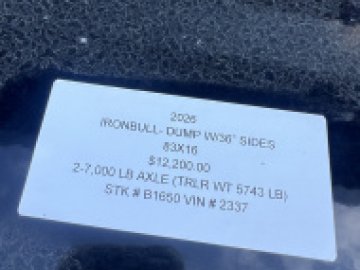 2026
IRONBULL- DUMP W/36" SIDES
83X16
$12,200.00
2-7,000 LB AXLE (TRLR WT 5743 LB)
STK # B1650 VIN # 2337